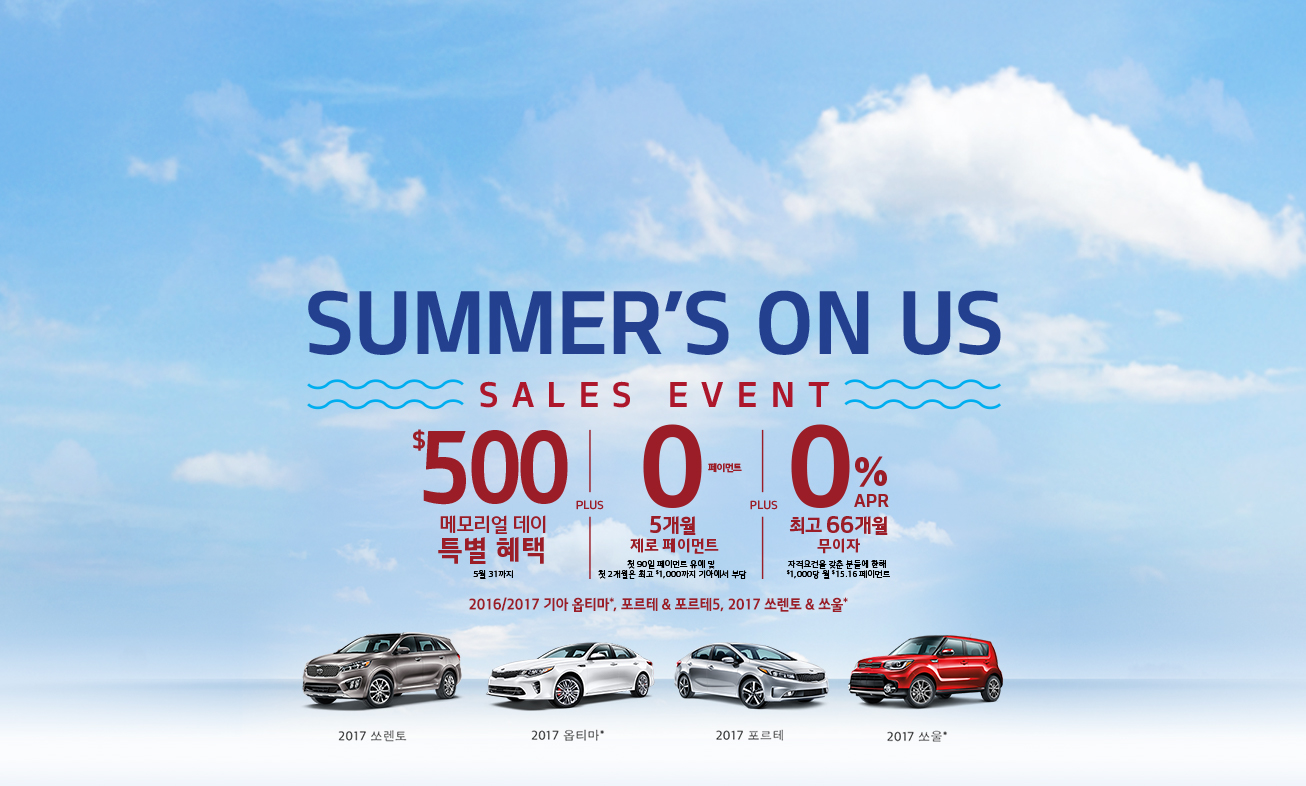 SUMMER'S ON US
SALES EVENT
$500
메모리얼 데이
특별 혜택
5월 31까지
PLUS
0 페이먼트
5개월
제로 페이먼트
첫 90일 페이먼트 유예 및
첫 2개월은 최고 $1,000까지 기아에서 부담
PLUS
0% APR
최고 66개월
무이자
자격요건을 갖춘 분들에 한해
$1,000당 월 $15.16 페이먼트
2016/2017 기아 옵티마*, 포르테 & 포르테5, 2017 쏘렌토 & 쏘울*
2017 쏘렌토
2017 옵티마*
2017 포르테
2017 쏘울*